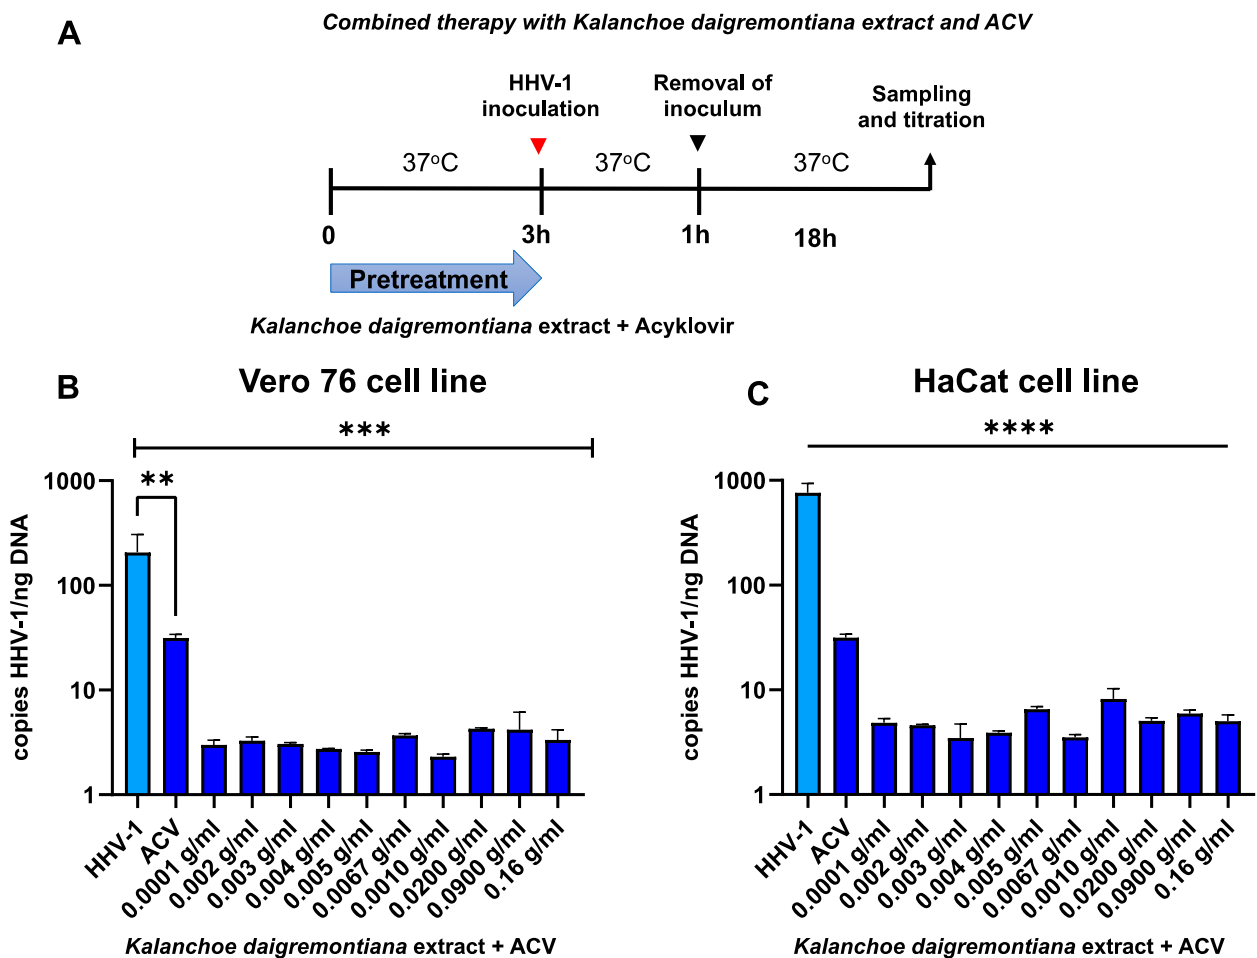 A
Combined therapy with Kalanchoe daigremontiana extract and ACV
HHV-1
inoculation
Removal of
inoculum
Sampling
and titration
37°C
37°C
37°C
0
3h
1h
18h
Pretreatment
Kalanchoe daigremontiana extract + Acyklovir
B
Vero 76 cell line
***
**
copies HHV-1/ng DNA
1000
100
10
1
HHV-1
ACV
0.0001 g/ml
0.002 g/ml
0.003 g/ml
0.004 g/ml
0.005 g/ml
0.0067 g/ml
0.0010 g/ml
0.0200 g/ml
0.0900 g/ml
0.16 g/ml
Kalanchoe daigremontiana extract + ACV
C
HaCat cell line
****
copies HHV-1/ng DNA
1000
100
10
1
HHV-1
ACV
0.0001 g/ml
0.002 g/ml
0.003 g/ml
0.004 g/ml
0.005 g/ml
0.0067 g/ml
0.0010 g/ml
0.0200 g/ml
0.0900 g/ml
0.16 g/ml
Kalanchoe daigremontiana extract + ACV